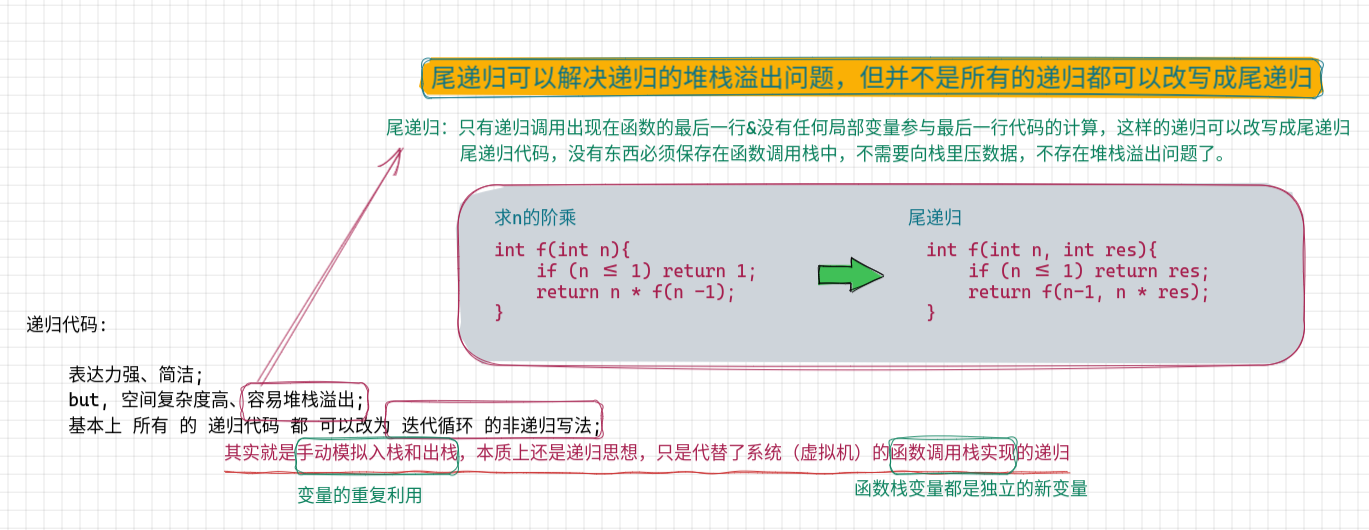 尾递归可以解决递归的堆栈溢出问题，但并不是所有的递归都可以改写成尾递归
尾递归：只有递归调用出现在函数的最后一行&没有任何局部变量参与最后一行代码的计算，这样的递归可以改写成尾递归
尾递归代码，没有东西必须保存在函数调用栈中，不需要向栈里压数据，不存在堆栈溢出问题了。
求n的阶乘
int f(int n){
if (n ≤ 1) return 1;
return n * f(n -1);
}
尾递归
int f(int n, int res){
if (n ≤ 1) return res;
return f(n-1, n * res);
}
递归代码:
表达力强、简洁;
but, 空间复杂度高、容易堆栈溢出;
基本上 所有 的 递归代码 都 可以改为 迭代循环 的非递归写法;
其实就是手动模拟入栈和出栈，本质上还是递归思想，只是代替了系统（虚拟机）的函数调用栈实现的递归
变量的重复利用
函数栈变量都是独立的新变量